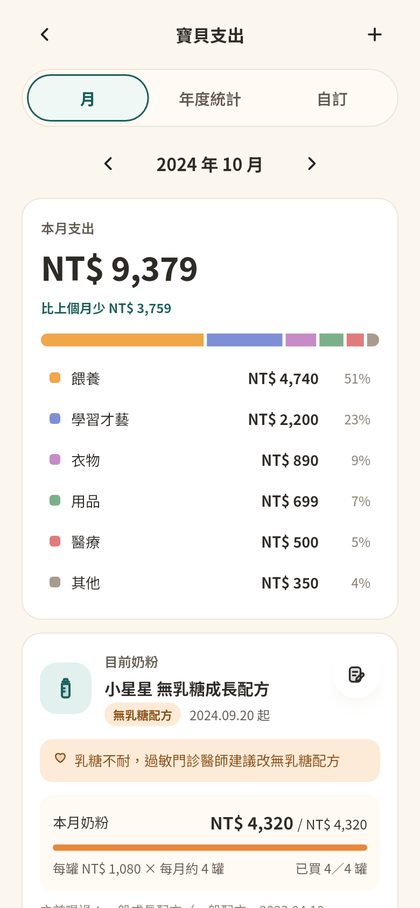 寶貝支出
月 年度統計 自訂
2024 年 10 月
本月支出
NT$ 9,379
比上個月少 NT$ 3,759
餵養 NT$ 4,740 51%
學習才藝 NT$ 2,200 23%
衣物 NT$ 890 9%
用品 NT$ 699 7%
醫療 NT$ 500 5%
其他 NT$ 350 4%
目前奶粉
小星星 無乳糖成長配方
無乳糖配方 2024.09.20 起
乳糖不耐，過敏門診醫師建議改無乳糖配方
本月奶粉 NT$ 4,320 / NT$ 4,320
每罐 NT$ 1,080 × 每月約 4 罐 已買 4／4 罐